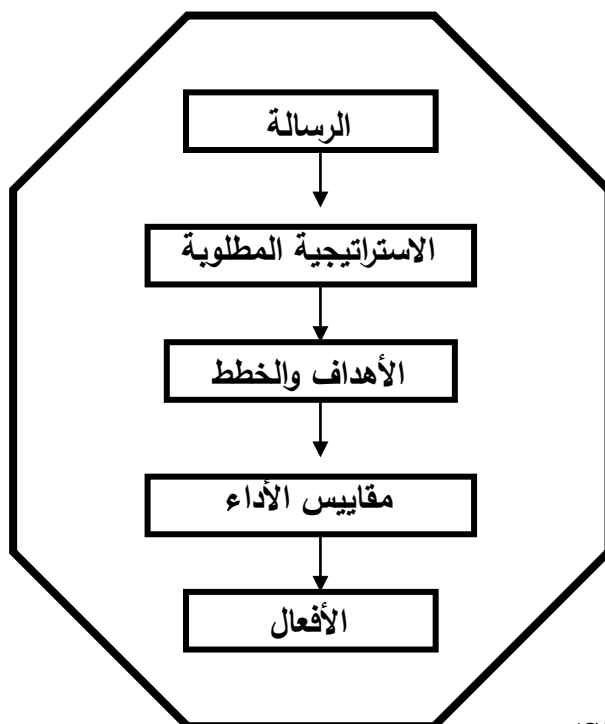 الرسالة
الاستراتيجية المطلوبة
الأهداف والخطط
مقاييس الأداء
الأفعال